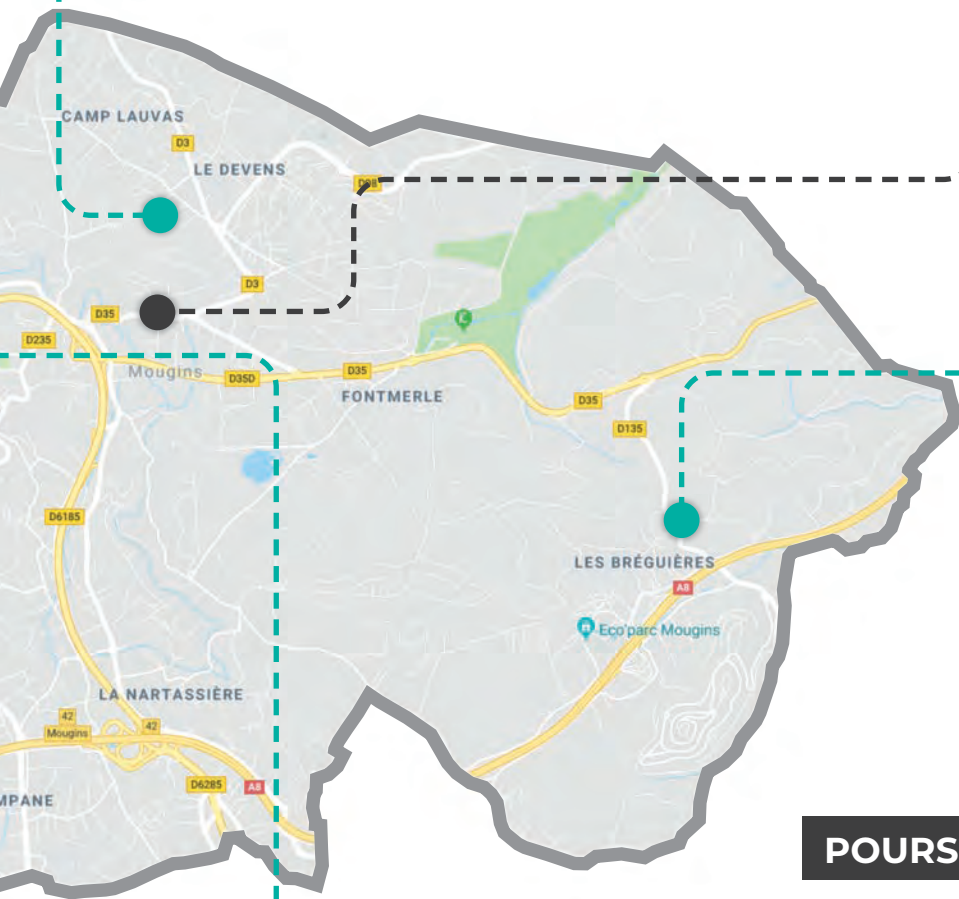 CAMP LAUVAS
D3
LE DEVENS
D98
D3
D35
D235
Mougins
D35D
D35
FONTMERLE
D35
D135
D6185
LES BRÉGUIÈRES
A8
Eco'parc Mougins
LA NARTASSIÈRE
42
Mougins
42
D6285
A8
MPANE
POURS